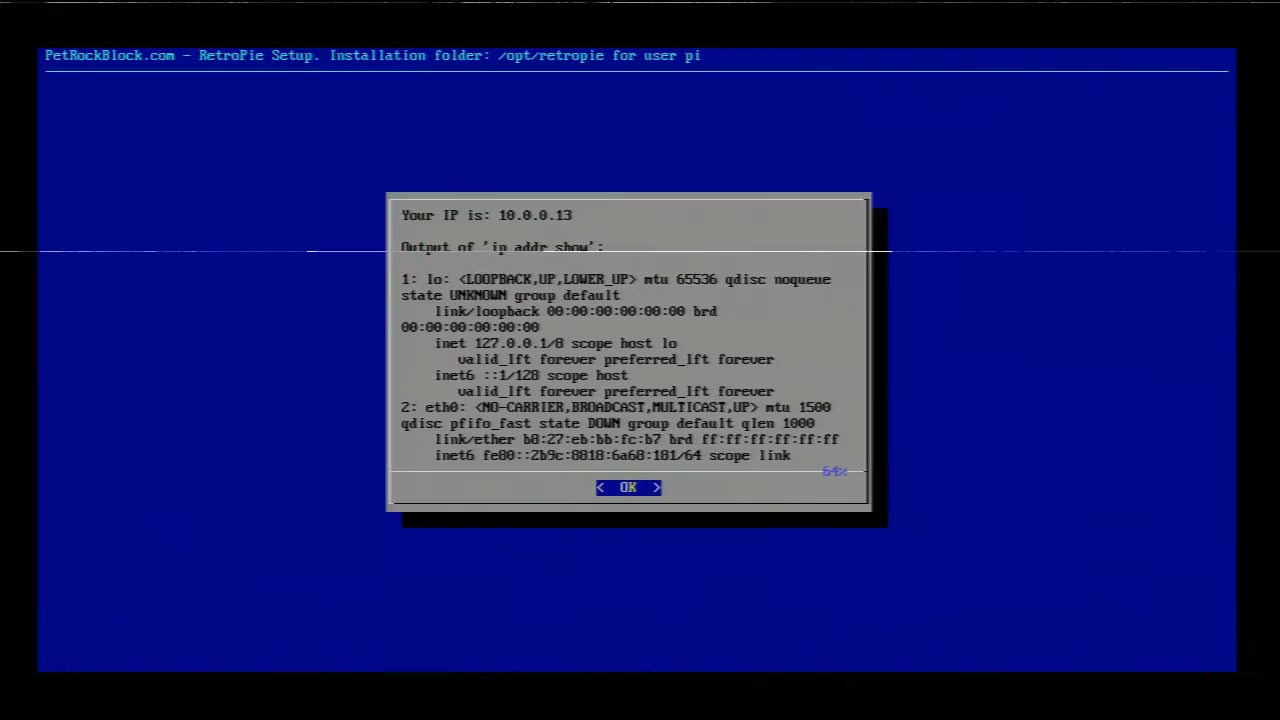 PetRockBlock.com - RetroPie Setup. Installation folder: /opt/retropie for user pi
Your IP is: 10.0.0.13
Output of 'ip addr show':
1: lo: <LOOPBACK,UP,LOWER_UP> mtu 65536 qdisc noqueue
state UNKNOWN group default
link/loopback 00:00:00:00:00:00 brd
00:00:00:00:00:00
inet 127.0.0.1/8 scope host lo
valid_lft forever preferred_lft forever
inet6 ::1/128 scope host
valid_lft forever preferred_lft forever
2: eth0: <NO-CARRIER,BROADCAST,MULTICAST,UP> mtu 1500
qdisc pfifo_fast state DOWN group default qlen 1000
link/ether b8:27:eb:bb:fc:b7 brd ff:ff:ff:ff:ff:ff
inet6 fe80::2b9c:8818:6a68:181/64 scope link
64%
< OK >